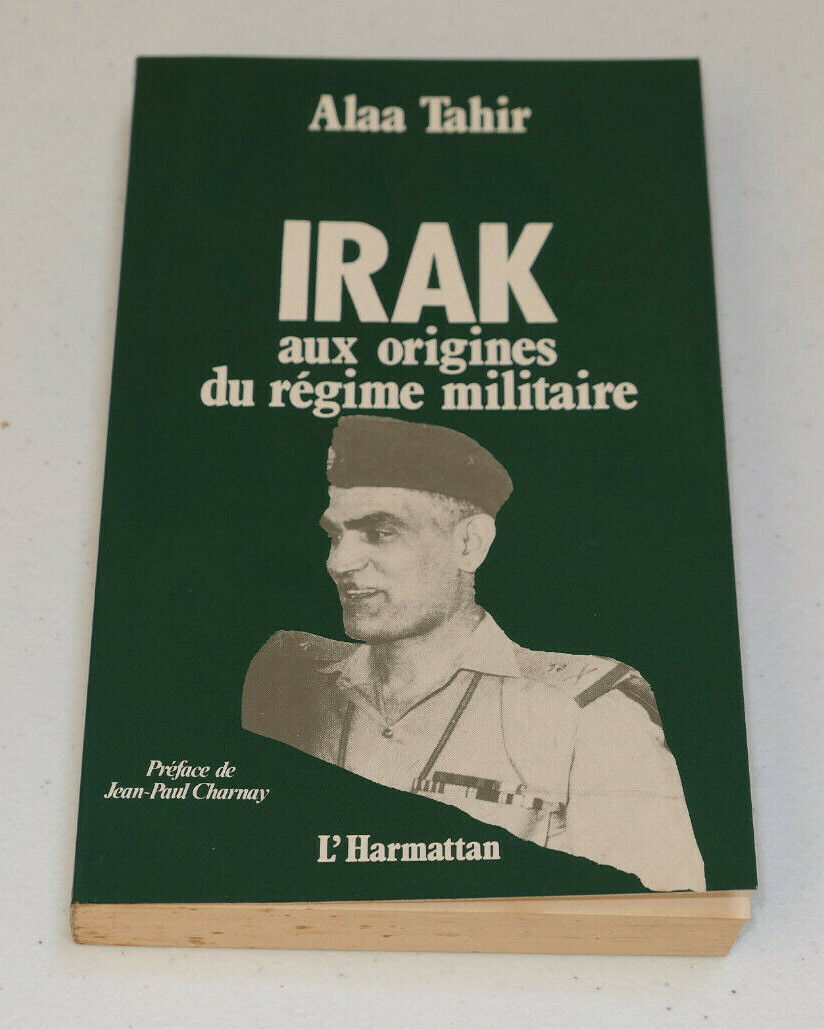 Alaa Tahir
IRAK
aux origines
du régime militaire
Préface de
Jean-Paul Charnay
L'Harmattan